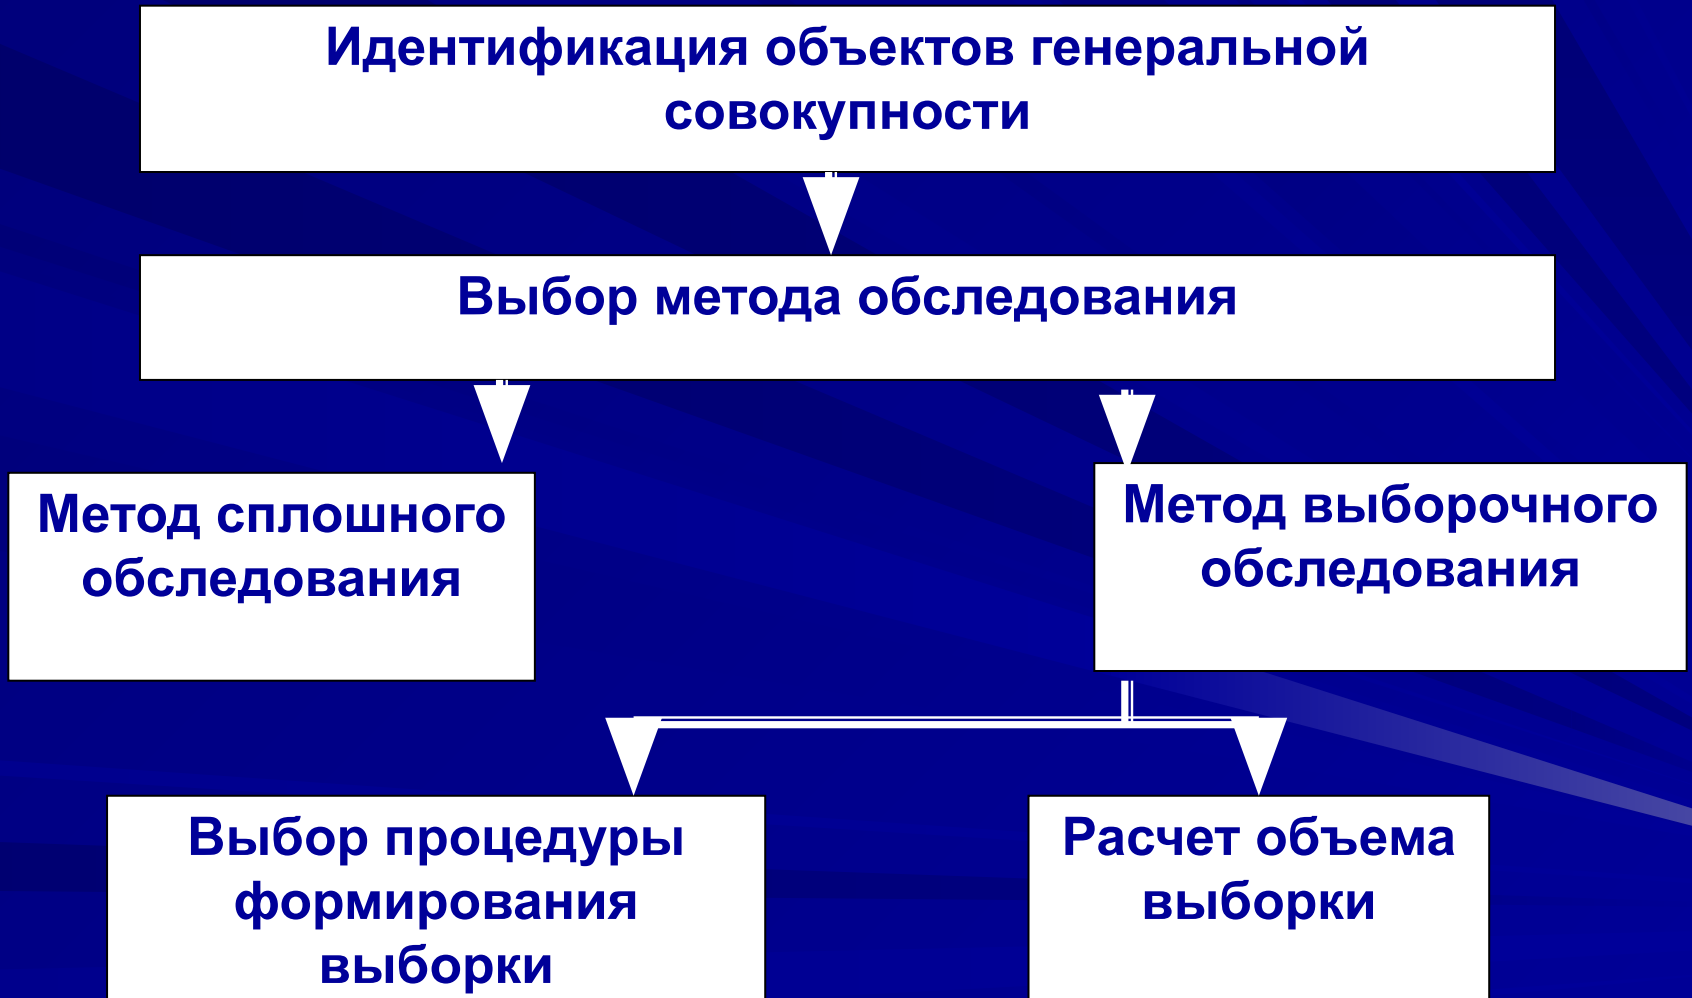 Идентификация объектов генеральной
совокупности
Выбор метода обследования
Метод сплошного
обследования
Метод выборочного
обследования
Выбор процедуры
формирования
выборки
Расчет объема
выборки